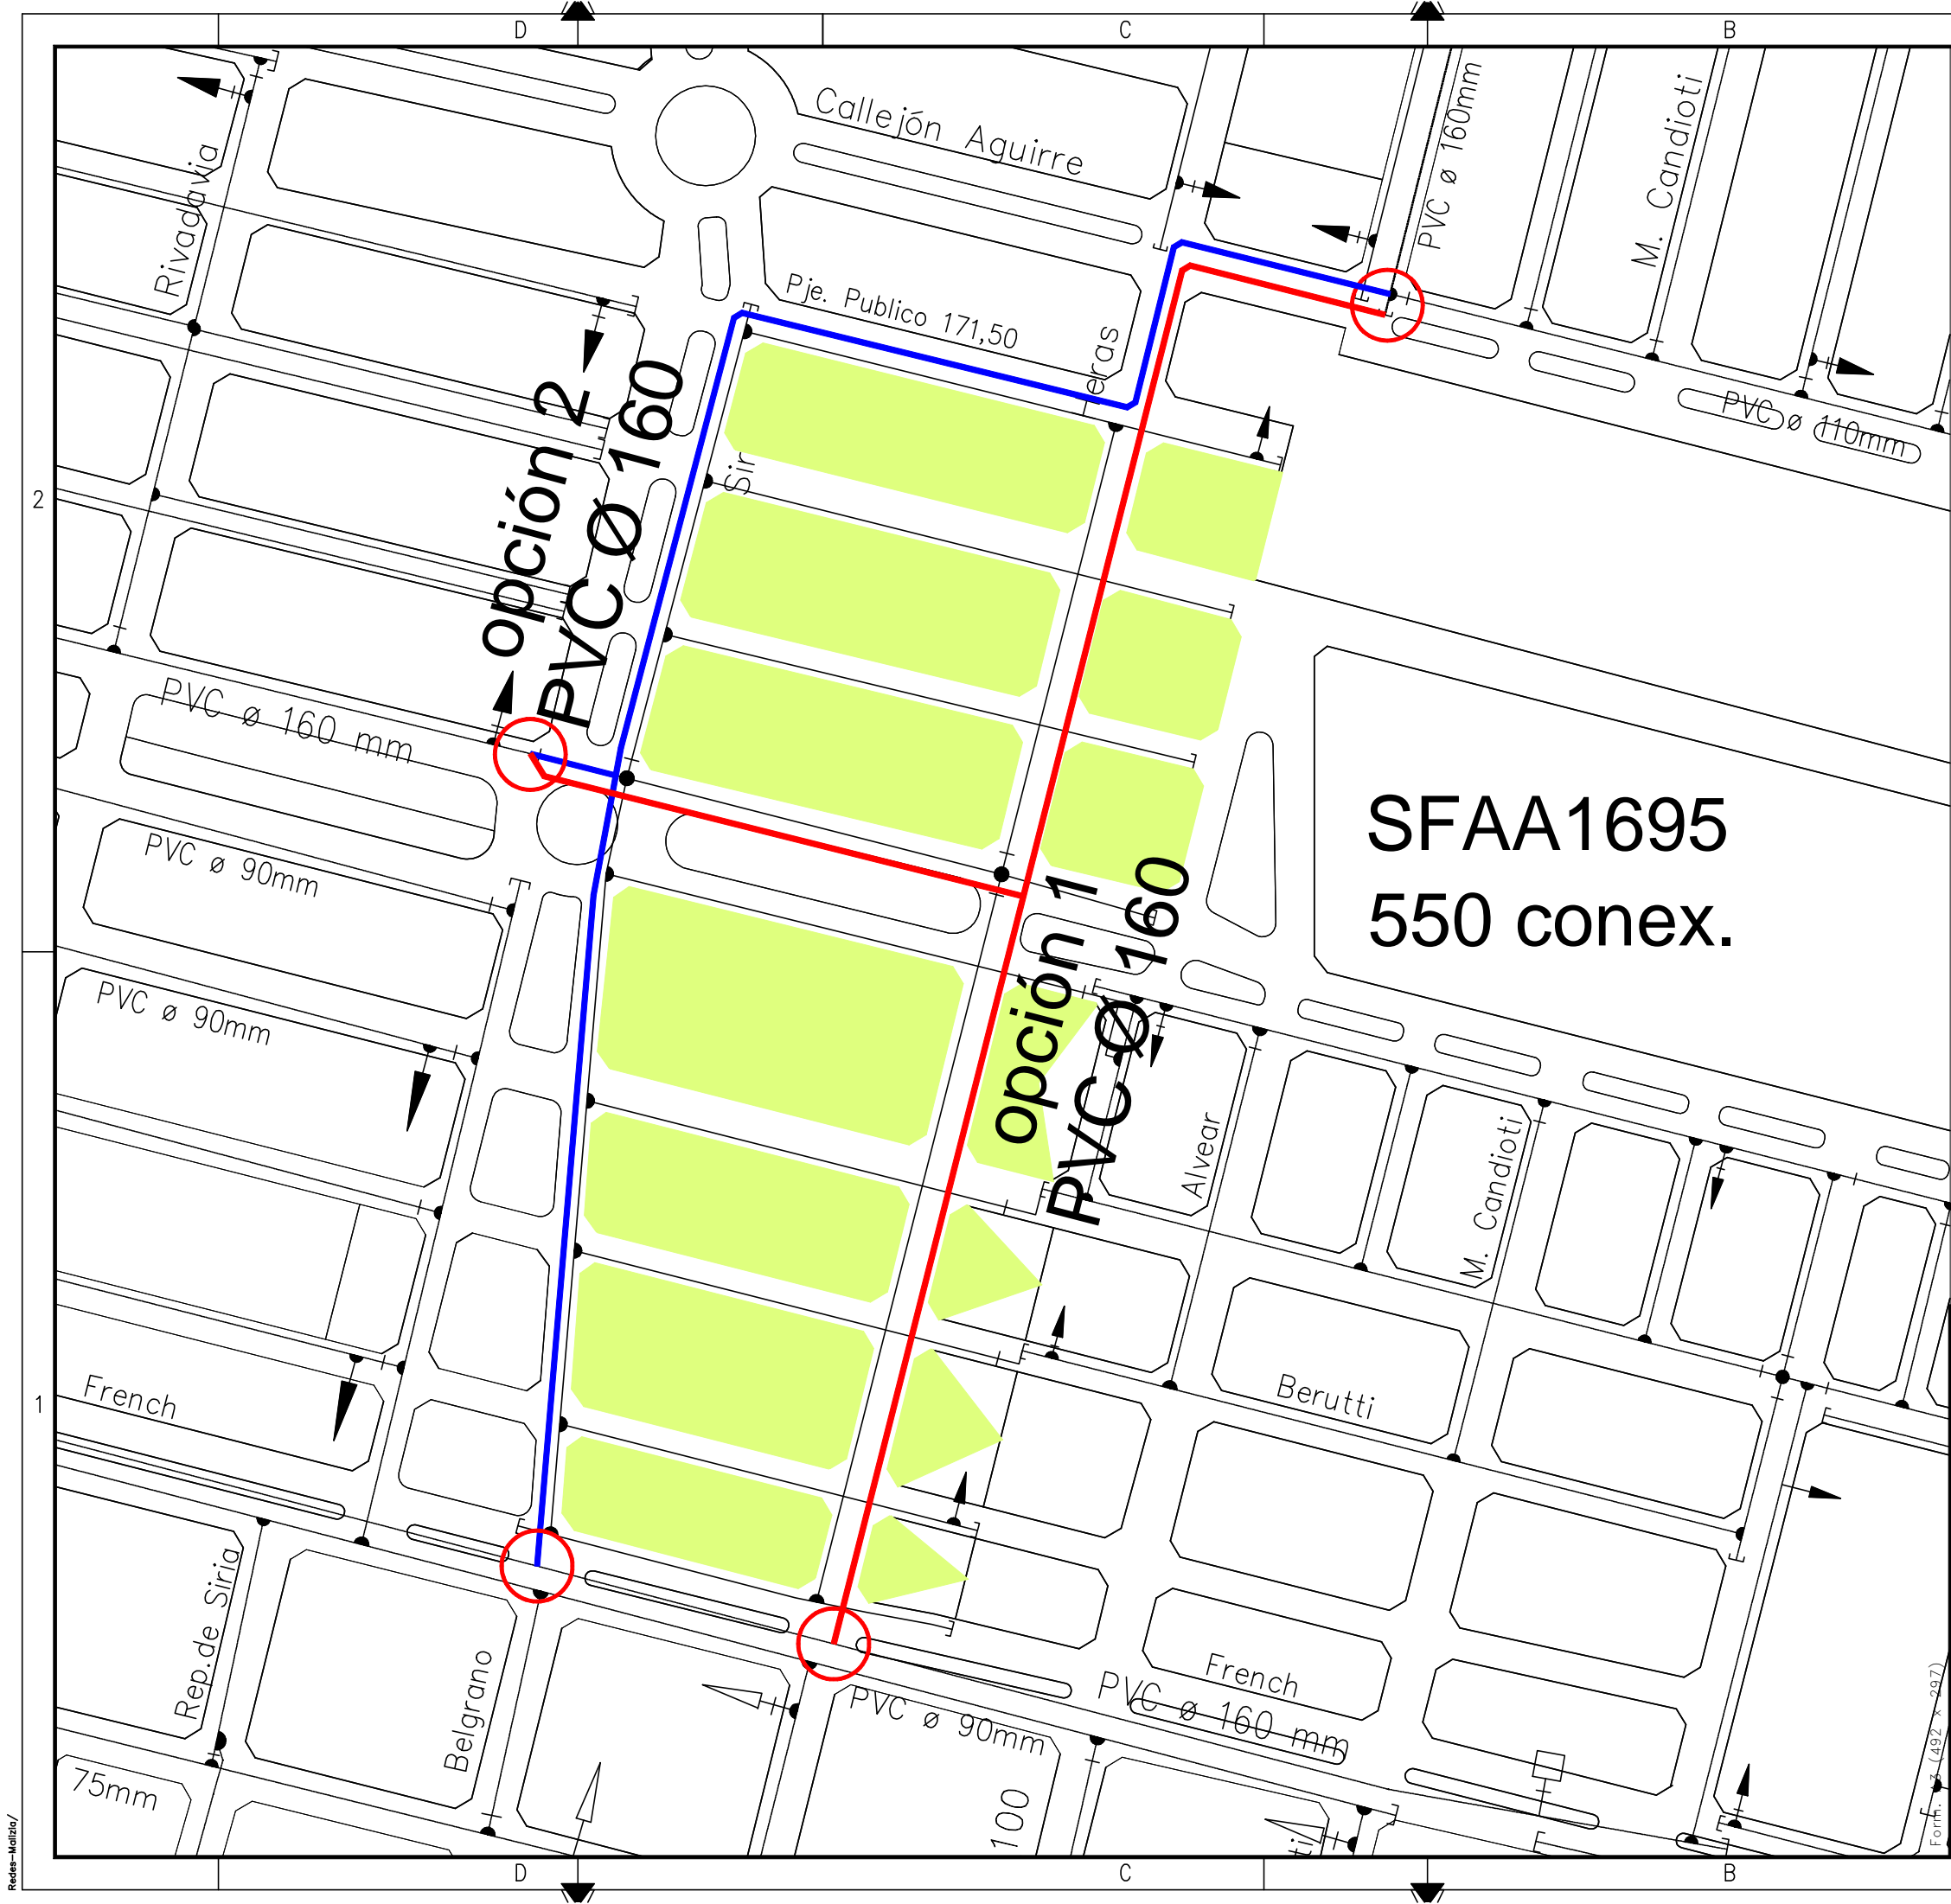 D
C
B
Callejón Aguirre
PVC ø 160mm
M. Candioti
Rivadavia
Pje. Publico 171,50
eras
PVC ø 110mm
opción 2
PVC Ø 160
Sir
2
PVC ø 160 mm
SFAA1695
550 conex.
PVC ø 90mm
opción 1
PVC Ø 160
PVC ø 90mm
Alvear
M. Candioti
Berutti
French
1
Rep.de Siria
Belgrano
French
PVC ø 160 mm
PVC ø 90mm
75mm
100
Redes-Malizia/
D
C
B